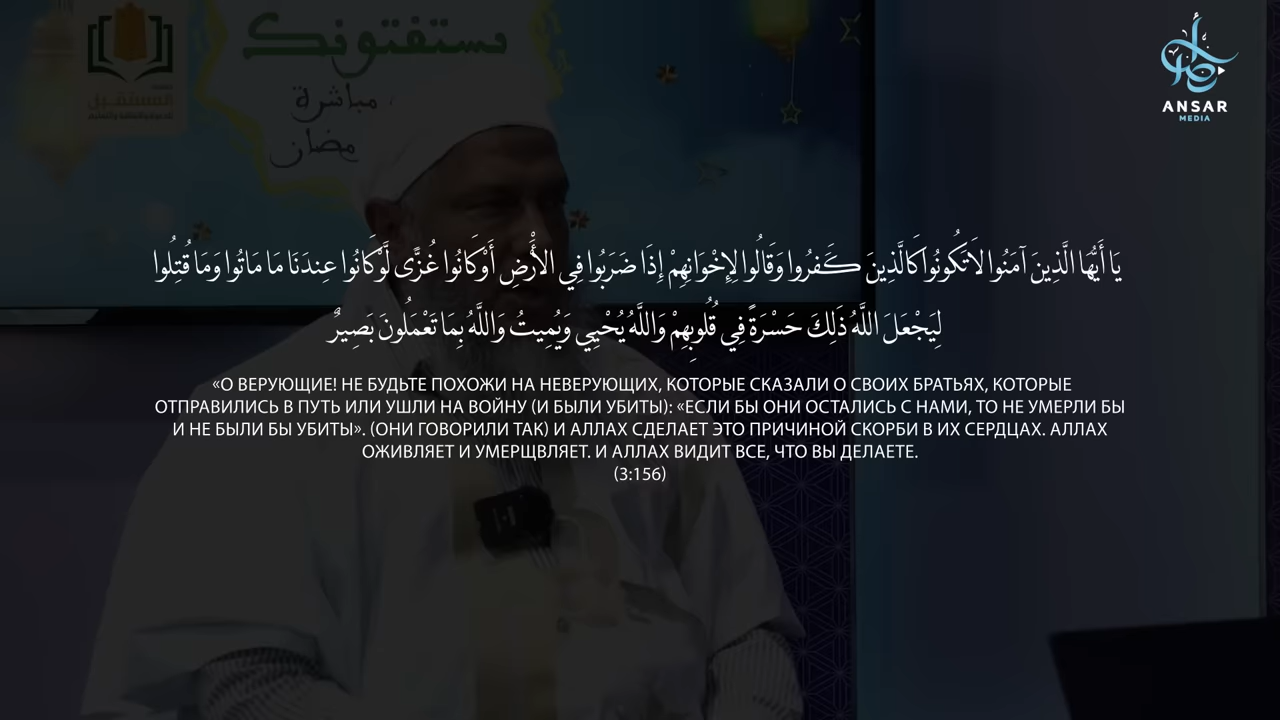 يستفتونك
مباشرة
المستقبل
ANSAR
MEDIA
يَا أَيُّهَا الَّذِينَ آمَنُوا لَا تَكُونُوا كَالَّذِينَ كَفَرُوا وَقَالُوا لِإِخْوَانِهِمْ إِذَا ضَرَبُوا فِي الْأَرْضِ أَوْ كَانُوا غُزًّى لَّوْ كَانُوا عِندَنَا مَا مَاتُوا وَمَا قُتِلُوا
لِيَجْعَلَ اللَّهُ ذَلِكَ حَسْرَةً فِي قُلُوبِهِمْ وَاللَّهُ يُحْيِي وَيُمِيتُ وَاللَّهُ بِمَا تَعْمَلُونَ بَصِيرٌ
«О ВЕРУЮЩИЕ! НЕ БУДЬТЕ ПОХОЖИ НА НЕВЕРУЮЩИХ, КОТОРЫЕ СКАЗАЛИ О СВОИХ БРАТЬЯХ, КОТОРЫЕ
ОТПРАВИЛИСЬ В ПУТЬ ИЛИ УШЛИ НА ВОЙНУ (И БЫЛИ УБИТЫ): «ЕСЛИ БЫ ОНИ ОСТАЛИСЬ С НАМИ, ТО НЕ УМЕРЛИ БЫ
И НЕ БЫЛИ БЫ УБИТЫ». (ОНИ ГОВОРИЛИ ТАК) И АЛЛАХ СДЕЛАЕТ ЭТО ПРИЧИНОЙ СКОРБИ В ИХ СЕРДЦАХ. АЛЛАХ
ОЖИВЛЯЕТ И УМЕРЩВЛЯЕТ. И АЛЛАХ ВИДИТ ВСЕ, ЧТО ВЫ ДЕЛАЕТЕ.
(3:156)